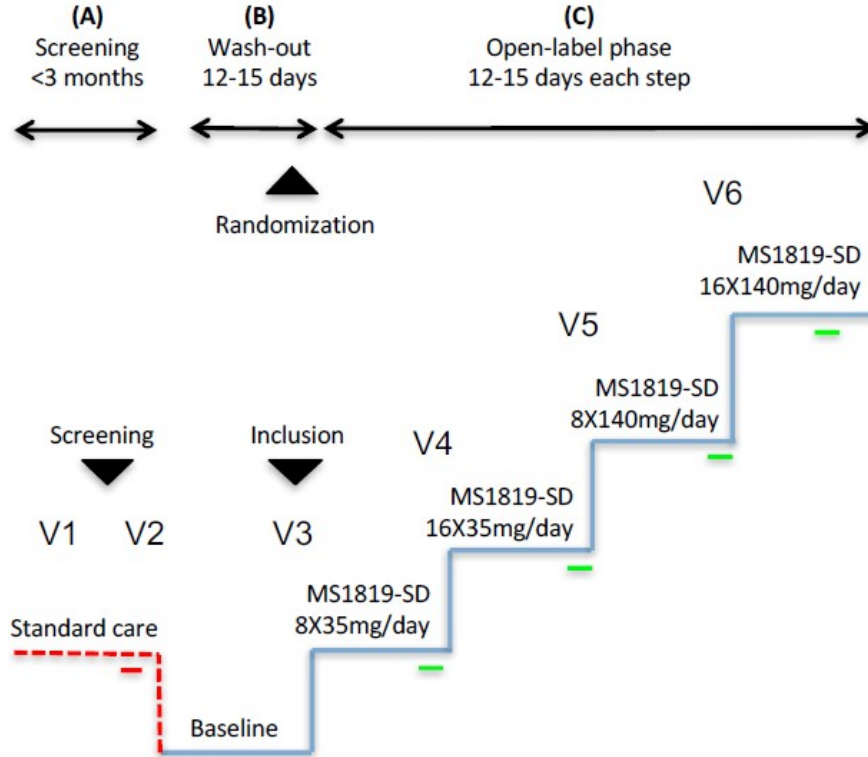 (A)
Screening
<3 months
(B)
Wash-out
12-15 days
(C)
Open-label phase
12-15 days each step
Randomization
V6
MS1819-SD
16X140mg/day
V5
MS1819-SD
8X140mg/day
Screening
Inclusion
V4
MS1819-SD
16X35mg/day
V1
V2
V3
MS1819-SD
8X35mg/day
Standard care
Baseline